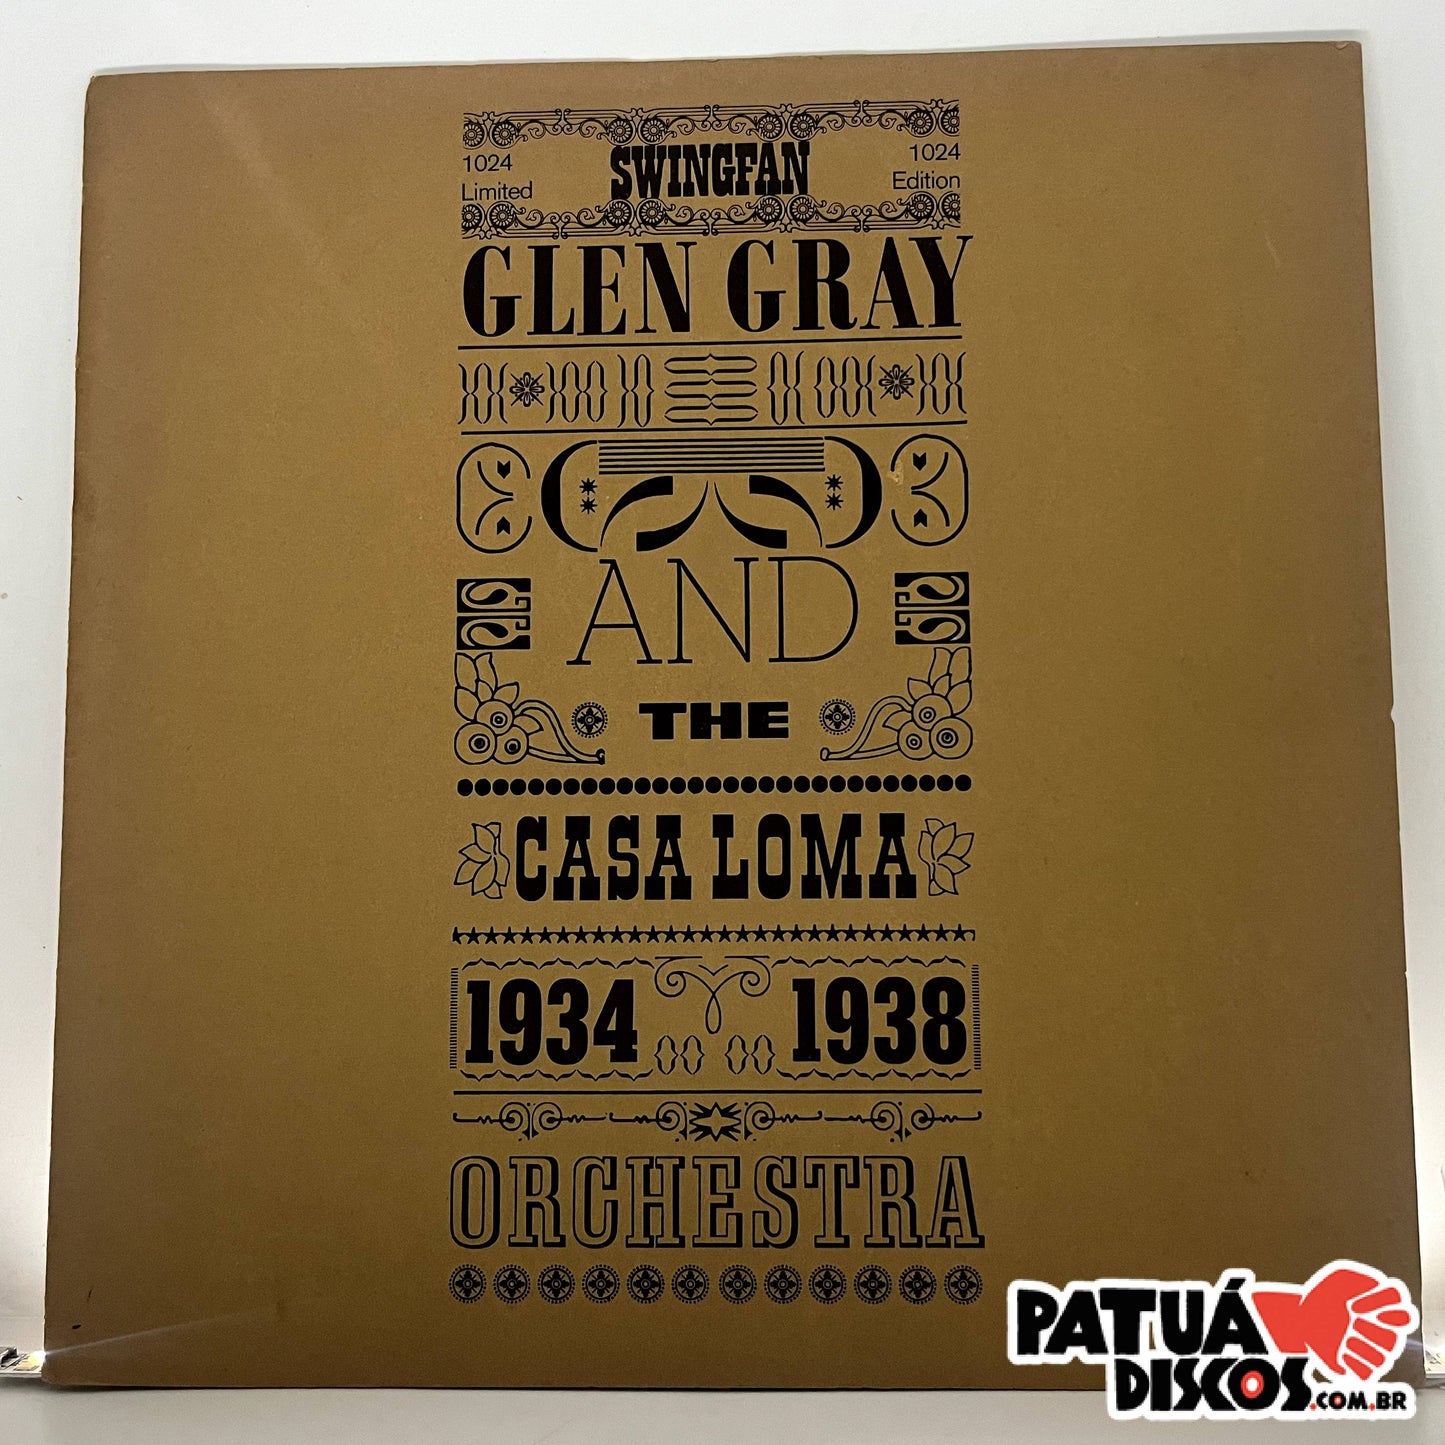 1024 SWINGFAN 1024
Limited Edition
GLEN GRAY
AND
THE
CASA LOMA
1934 1938
ORCHESTRA
PATUÁ
DISCOS.COM.BR